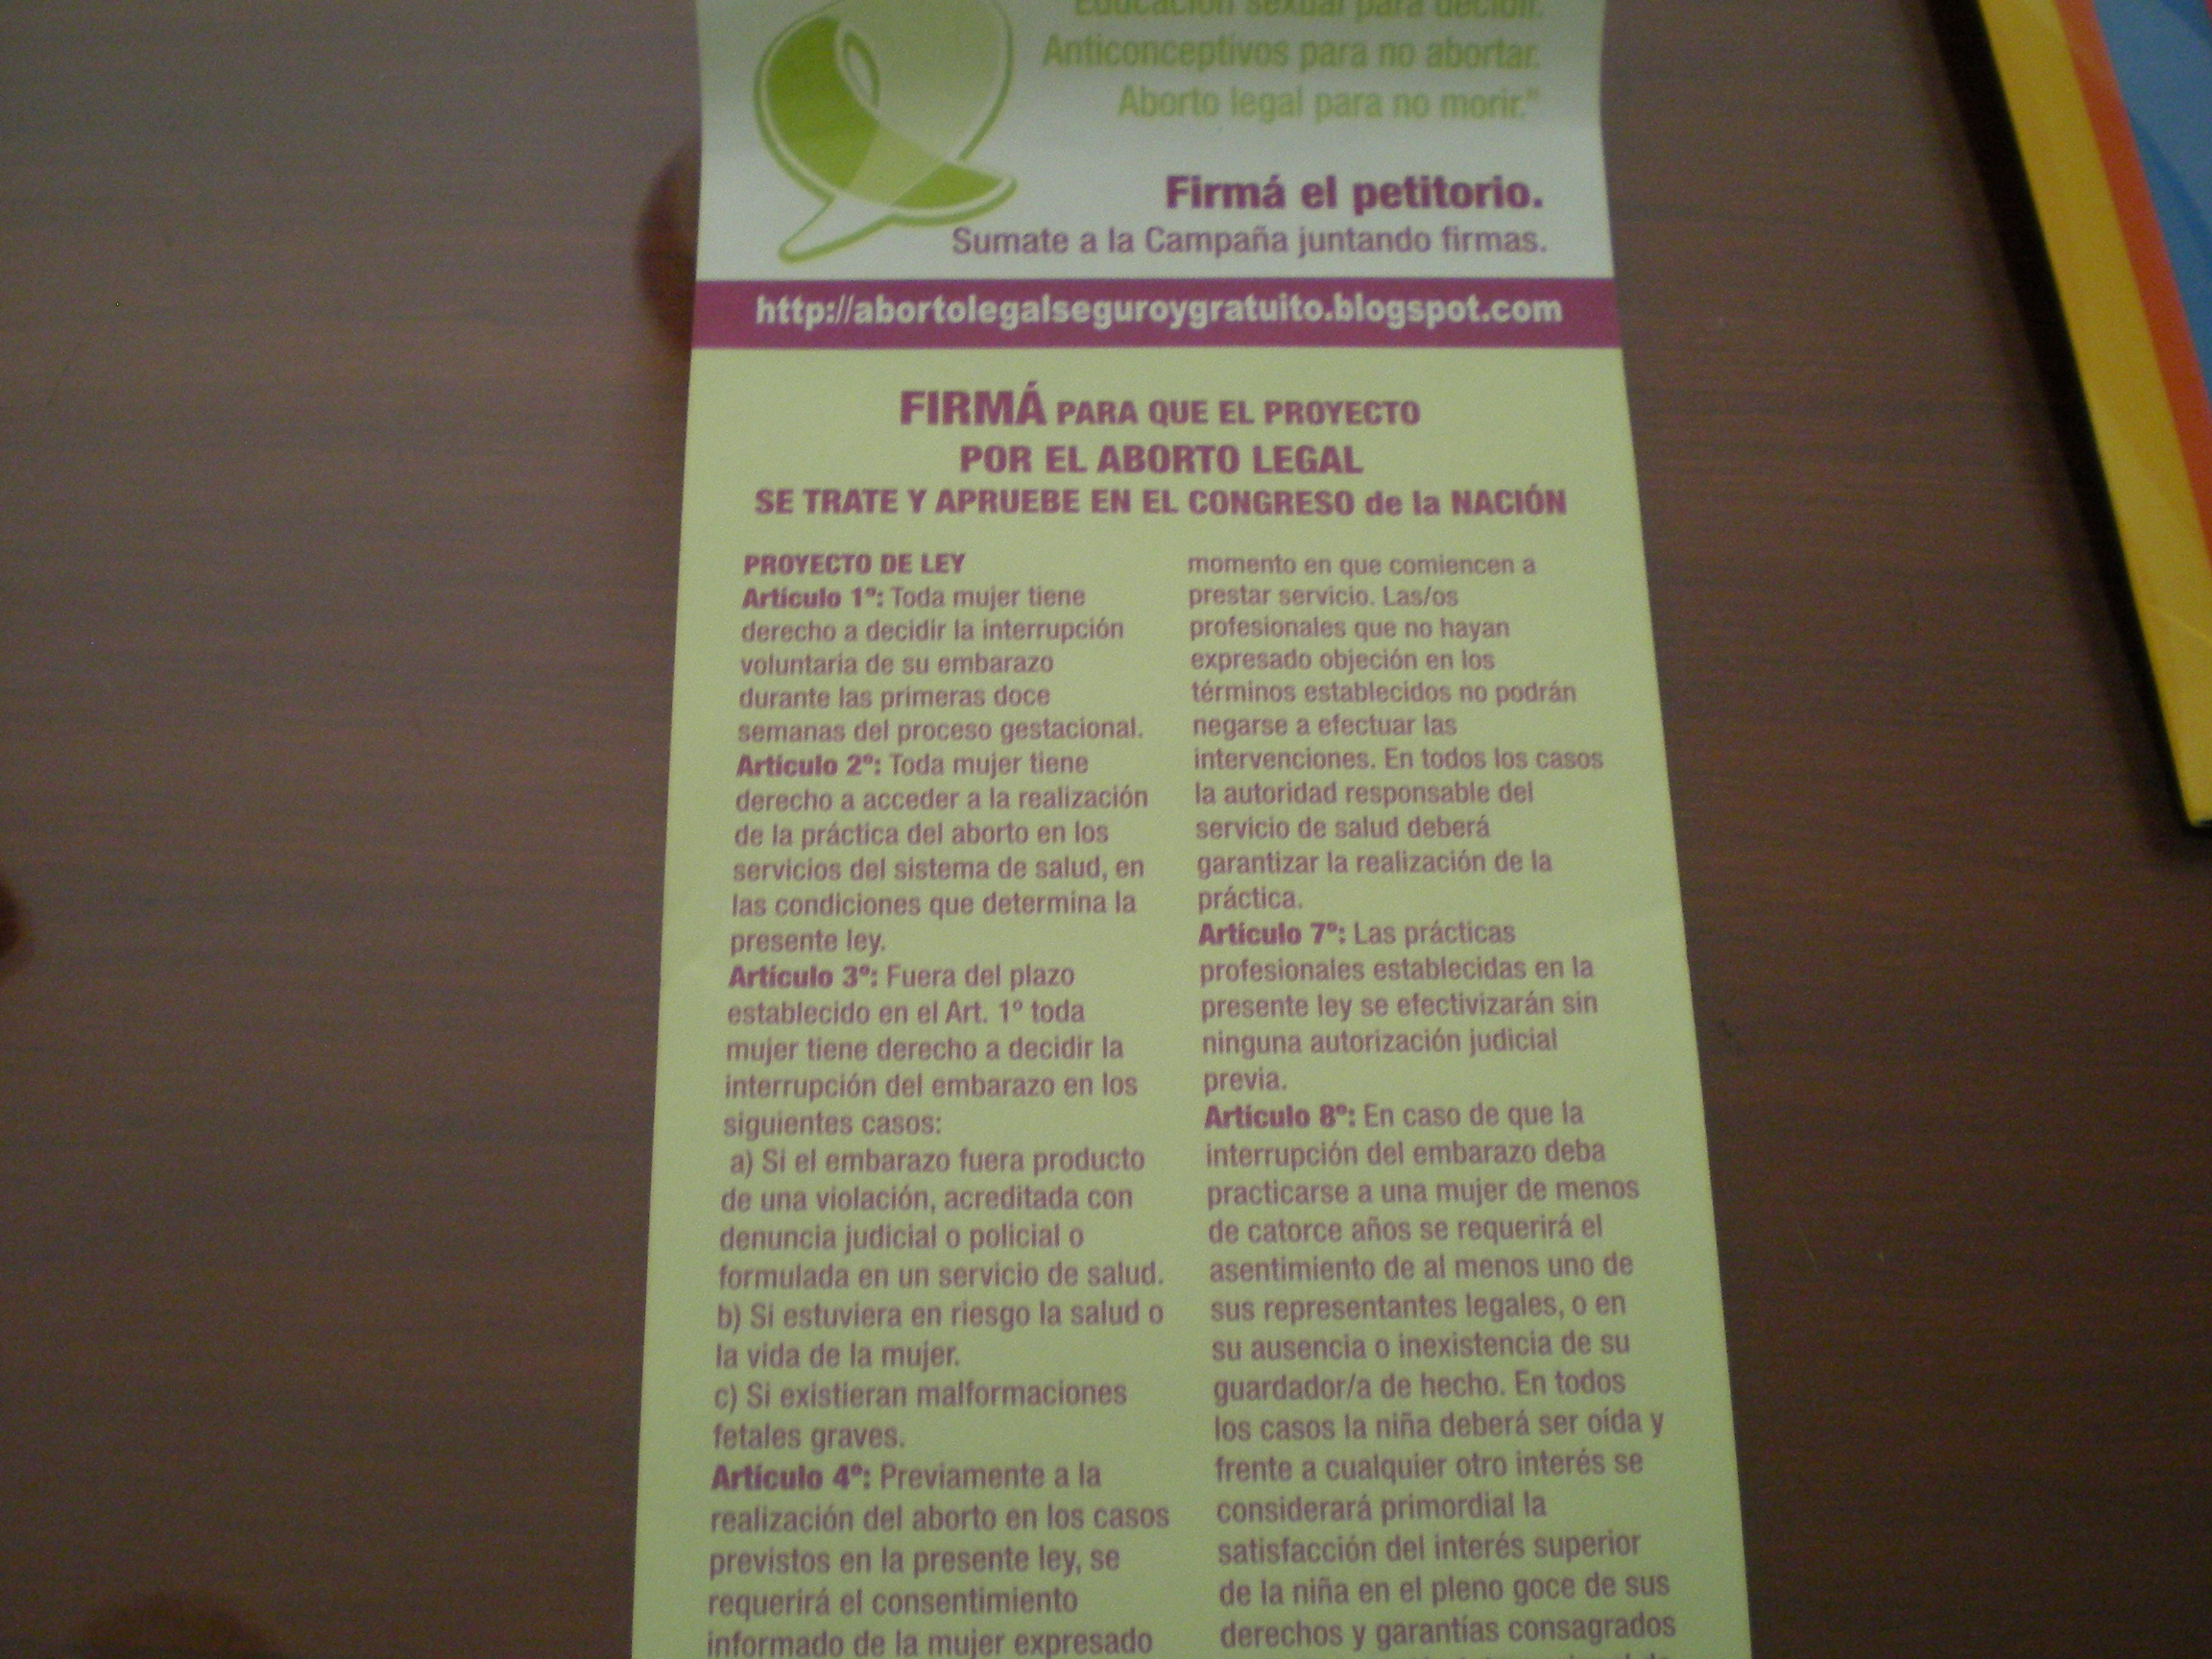 Educación sexual para decidir.
Anticonceptivos para no abortar.
Aborto legal para no morir."
Firmá el petitorio.
Sumate a la Campaña juntando firmas.
http://abortolegalseguroygratuito.blogspot.com
FIRMÁ PARA QUE EL PROYECTO
POR EL ABORTO LEGAL
SE TRATE Y APRUEBE EN EL CONGRESO de la NACIÓN
PROYECTO DE LEY
Artículo 1º: Toda mujer tiene
derecho a decidir la interrupción
voluntaria de su embarazo
durante las primeras doce
semanas del proceso gestacional.
Artículo 2º: Toda mujer tiene
derecho a acceder a la realización
de la práctica del aborto en los
servicios del sistema de salud, en
las condiciones que determina la
presente ley.
Artículo 3º: Fuera del plazo
establecido en el Art. 1º toda
mujer tiene derecho a decidir la
interrupción del embarazo en los
siguientes casos:
a) Si el embarazo fuera producto
de una violación, acreditada con
denuncia judicial o policial o
formulada en un servicio de salud.
b) Si estuviera en riesgo la salud o
la vida de la mujer.
c) Si existieran malformaciones
fetales graves.
Artículo 4º: Previamente a la
realización del aborto en los casos
previstos en la presente ley, se
requerirá el consentimiento
informado de la mujer expresado
momento en que comiencen a
prestar servicio. Las/os
profesionales que no hayan
expresado objeción en los
términos establecidos no podrán
negarse a efectuar las
intervenciones. En todos los casos
la autoridad responsable del
servicio de salud deberá
garantizar la realización de la
práctica.
Artículo 7º: Las prácticas
profesionales establecidas en la
presente ley se efectivizarán sin
ninguna autorización judicial
previa.
Artículo 8º: En caso de que la
interrupción del embarazo deba
practicarse a una mujer de menos
de catorce años se requerirá el
asentimiento de al menos uno de
sus representantes legales, o en
su ausencia o inexistencia de su
guardador/a de hecho. En todos
los casos la niña deberá ser oída y
frente a cualquier otro interés se
considerará primordial la
satisfacción del interés superior
de la niña en el pleno goce de sus
derechos y garantías consagrados